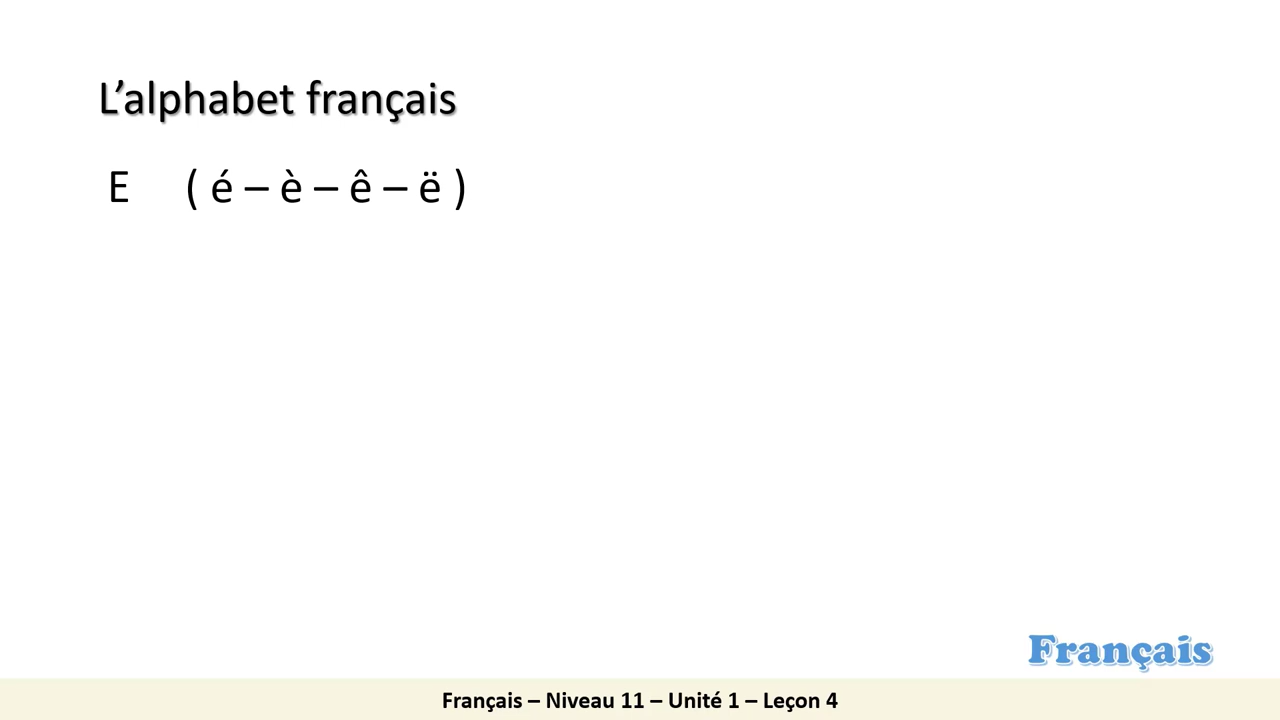 L’alphabet français
E ( é – è – ê – ë )
Français
Français – Niveau 11 – Unité 1 – Leçon 4